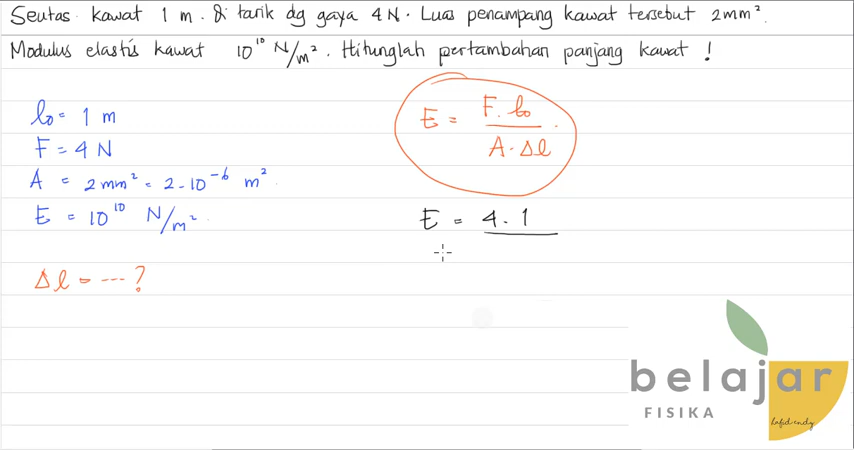 Seutas kawat 1 m. di tarik dg gaya 4 N. Luas penampang kawat tersebut 2 mm².
Modulus elastis kawat 10¹⁰ N/m². Hitunglah pertambahan panjang kawat !
l₀ = 1 m
F = 4 N
A = 2 mm² = 2 . 10⁻⁶ m²
E = 10¹⁰ N/m².
Δl = --- ?
E = F . l₀ / A . Δl
E = 4 . 1
belajar
FISIKA